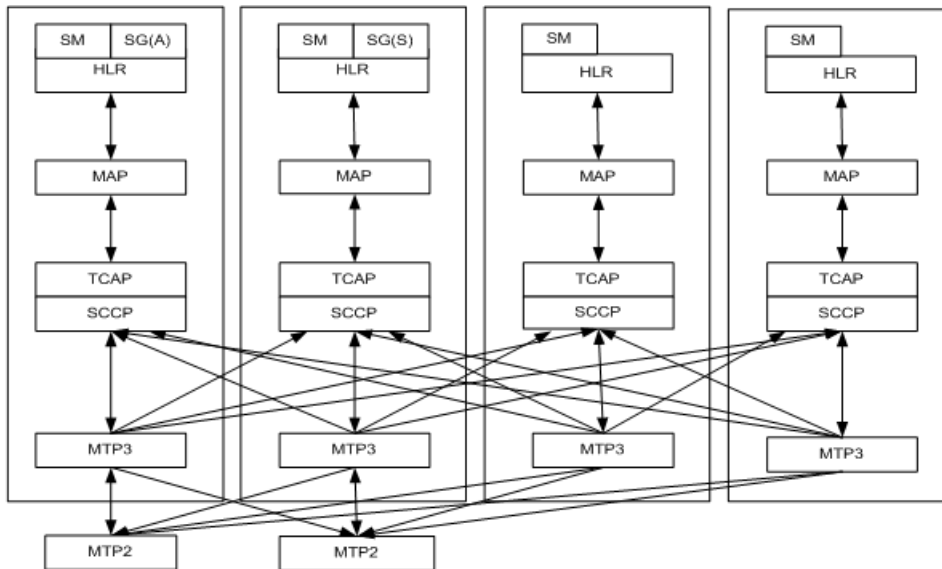 SM SG(A) SM SG(S) SM SM
HLR HLR HLR HLR
MAP MAP MAP MAP
TCAP TCAP TCAP TCAP
SCCP SCCP SCCP SCCP
MTP3 MTP3 MTP3 MTP3
MTP2 MTP2